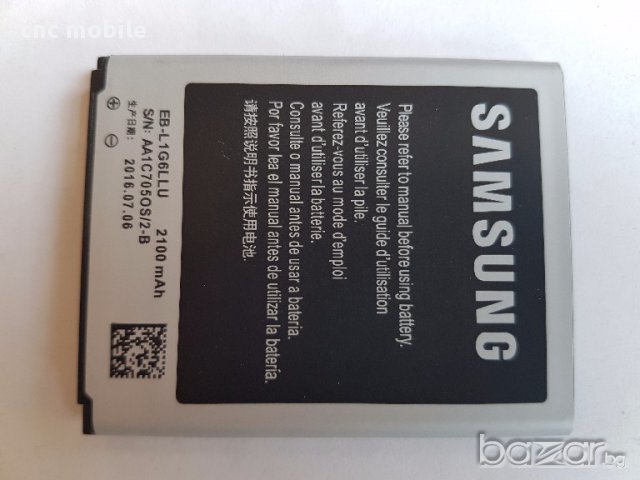 cnc mobile
SAMSUNG
Please refer to manual before using battery.
Veuillez consulter le guide d'utilisation
avant d'utiliser la pile.
Referez-vous au mode d'emploi
avant d'utiliser la batterie.
Consulte o manual antes de usar a bateria.
Por favor lea el manual antes de utilizar la batería.
请按照说明书指示使用电池.
EB-L1G6LLU 2100 mAh
S/N: AA1C705OS/2-B
生产日期: 2016.07.06
bazar.bg